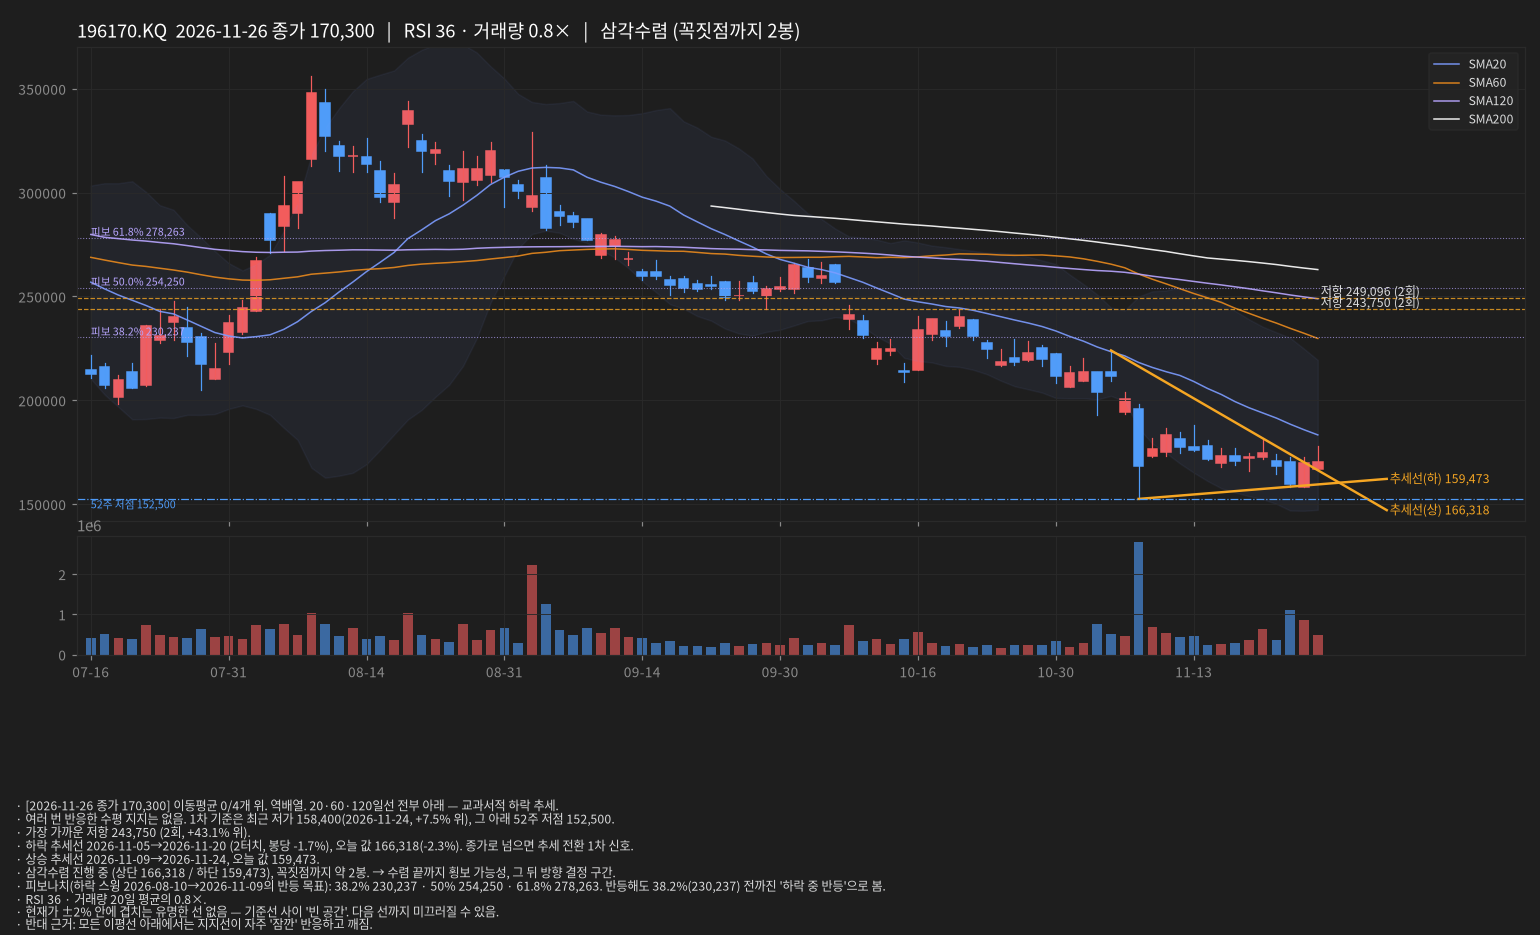 196170.KQ 2026-11-26 종가 170,300 | RSI 36 · 거래량 0.8× | 삼각수렴 (꼭짓점까지 2봉)
SMA20
SMA60
SMA120
SMA200
350000
300000
250000
200000
150000
피보 61.8% 278,263
피보 50.0% 254,250
피보 38.2% 230,237
저항 249,096 (2회)
저항 243,750 (2회)
52주 저점 152,500
추세선(하) 159,473
추세선(상) 166,318
1e6
2
1
0
07-16
07-31
08-14
08-31
09-14
09-30
10-16
10-30
11-13
· [2026-11-26 종가 170,300] 이동평균 0/4개 위. 역배열. 20·60·120일선 전부 아래 — 교과서적 하락 추세.
· 여러 번 반응한 수평 지지는 없음. 1차 기준은 최근 저가 158,400(2026-11-24, +7.5% 위), 그 아래 52주 저점 152,500.
· 가장 가까운 저항 243,750 (2회, +43.1% 위).
· 하락 추세선 2026-11-05→2026-11-20 (2터치, 봉당 -1.7%), 오늘 값 166,318(-2.3%). 종가로 넘으면 추세 전환 1차 신호.
· 상승 추세선 2026-11-09→2026-11-24, 오늘 값 159,473.
· 삼각수렴 진행 중 (상단 166,318 / 하단 159,473), 꼭짓점까지 약 2봉. → 수렴 끝까지 횡보 가능성, 그 뒤 방향 결정 구간.
· 피보나치(하락 스윙 2026-08-10→2026-11-09의 반등 목표): 38.2% 230,237 · 50% 254,250 · 61.8% 278,263. 반등해도 38.2%(230,237) 전까진 '하락 중 반등'으로 봄.
· RSI 36 · 거래량 20일 평균의 0.8×.
· 현재가 ±2% 안에 겹치는 유명한 선 없음 — 기준선 사이 '빈 공간'. 다음 선까지 미끄러질 수 있음.
· 반대 근거: 모든 이평선 아래에서는 지지선이 자주 '잠깐' 반응하고 깨짐.